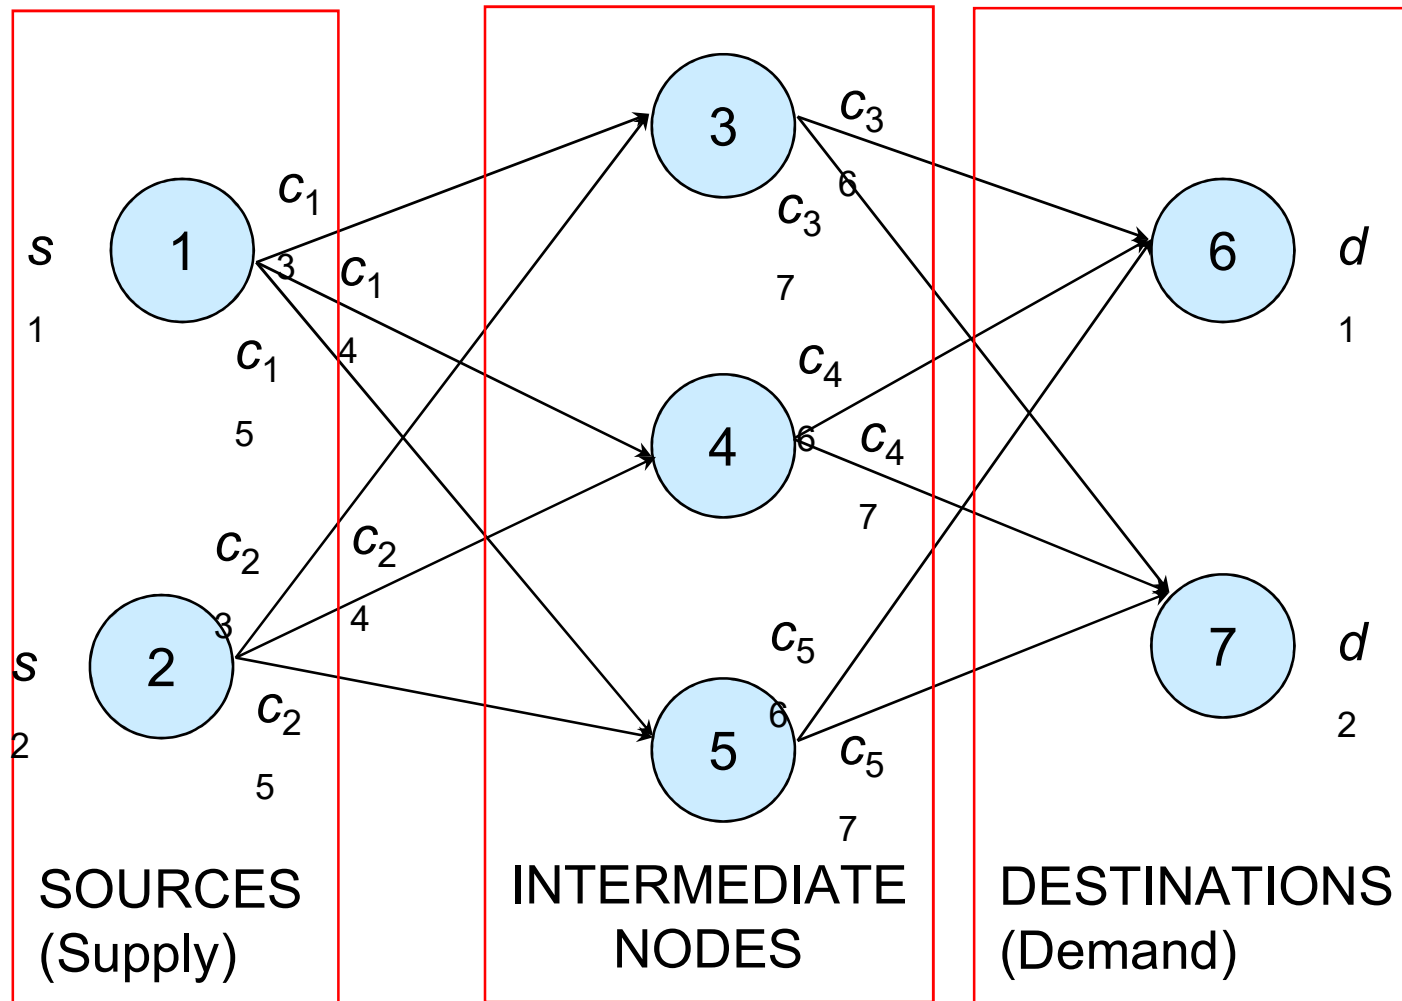 1
s
1
2
s
2
3
4
5
6
d
1
7
d
2
c1
3
c1
4
c1
5
c2
3
c2
4
c2
5
c3
6
c3
7
c4
6
c4
7
c5
6
c5
7
SOURCES
(Supply)
INTERMEDIATE
NODES
DESTINATIONS
(Demand)